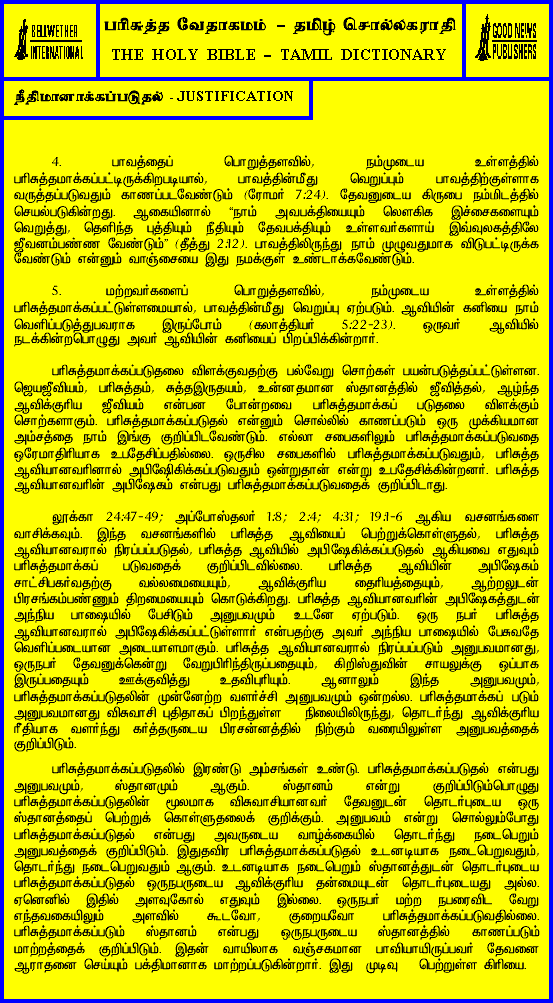 BELLWETHER
INTERNATIONAL
பரிசுத்த வேதாகமம் – தமிழ் சொல்லகராதி
THE HOLY BIBLE – TAMIL DICTIONARY
GOOD NEWS
PUBLISHERS
நீதிமானாக்கப்படுதல் - JUSTIFICATION
4. பாவத்தைப் பொறுத்தளவில், நம்முடைய உள்ளத்தில்
பரிசுத்தமாக்கப்பட்டிருக்கிறபடியால், பாவத்தின்மீது வெறுப்பும் பாவத்திற்குள்ளாக
வருத்தப்படுவதும் காணப்படவேண்டும் (ரோமர் 7:24). தேவனுடைய கிருபை நம்மிடத்தில்
செயல்படுகின்றது. ஆகையினால் “நாம் அவபக்தியையும் லௌகிக இச்சைகளையும்
வெறுத்து, தெளிந்த புத்தியும் நீதியும் தேவபக்தியும் உள்ளவர்களாய் இவ்வுலகத்திலே
ஜீவனம்பண்ண வேண்டும்” (தீத்து 2:12). பாவத்திலிருந்து நாம் முழுவதுமாக விடுபட்டிருக்க
வேண்டும் என்னும் வாஞ்சையை இது நமக்குள் உண்டாக்கவேண்டும்.
5. மற்றவர்களைப் பொறுத்தளவில், நம்முடைய உள்ளத்தில்
பரிசுத்தமாக்கப்பட்டுள்ளமையால், பாவத்தின்மீது வெறுப்பு ஏற்படும். ஆவியின் கனியை நாம்
வெளிப்படுத்துபவராக இருப்போம் (கலாத்தியர் 5:22-23). ஒருவர் ஆவியில்
நடக்கின்றபொழுது அவர் ஆவியின் கனியைப் பிறப்பிக்கின்றார்.
பரிசுத்தமாக்கப்படுதலை விளக்குவதற்கு பல்வேறு சொற்கள் பயன்படுத்தப்பட்டுள்ளன.
ஜெயஜீவியம், பரிசுத்தம், சுத்தஇருதயம், உன்னதமான ஸ்தானத்தில் ஜீவித்தல், ஆழ்ந்த
ஆவிக்குரிய ஜீவியம் என்பன போன்றவை பரிசுத்தமாக்கப் படுதலை விளக்கும்
சொற்களாகும். பரிசுத்தமாக்கப்படுதல் என்னும் சொல்லில் காணப்படும் ஒரு முக்கியமான
அம்சத்தை நாம் இங்கு குறிப்பிடவேண்டும். எல்லா சபைகளிலும் பரிசுத்தமாக்கப்படுவதை
ஒரேமாதிரியாக உபதேசிப்பதில்லை. ஒருசில சபைகளில் பரிசுத்தமாக்கப்படுவதும், பரிசுத்த
ஆவியானவரினால் அபிஷேிகிக்கப்படுவதும் ஒன்றுதான் என்று உபதேசிக்கின்றனர். பரிசுத்த
ஆவியானவரின் அபிஷேகம் என்பது பரிசுத்தமாக்கப்படுவதைக் குறிப்பிடாது.
லூக்கா 24:47-49; அப்போஸ்தலர் 1:8; 2:4; 4:31; 19:1-6 ஆகிய வசனங்களை
வாசிக்கவும். இந்த வசனங்களில் பரிசுத்த ஆவியைப் பெற்றுக்கொள்ளுதல், பரிசுத்த
ஆவியானவரால் நிரப்பப்படுதல், பரிசுத்த ஆவியில் அபிஷேகிக்கப்படுதல் ஆகியவை எதுவும்
பரிசுத்தமாக்கப் படுவதைக் குறிப்பிடவில்லை. பரிசுத்த ஆவியின் அபிஷேகம்
சாட்சிபகர்வதற்கு வல்லமையையும், ஆவிக்குரிய தைரியத்தையும், ஆற்றலுடன்
பிரசங்கம்பண்ணும் திறமையையும் கொடுக்கிறது. பரிசுத்த ஆவியானவரின் அபிஷேகத்துடன்
அந்நிய பாஷையில் பேசிடும் அனுபவமும் உடனே ஏற்படும். ஒரு நபர் பரிசுத்த
ஆவியானவரால் அபிஷேகிக்கப்பட்டுள்ளார் என்பதற்கு அவர் அந்நிய பாஷையில் பேசுவதே
வெளிப்படையான அடையாளமாகும். பரிசுத்த ஆவியானவரால் நிரப்பப்படும் அனுபவமானது,
ஒருநபர் தேவனுக்கென்று வேறுபிரிந்திருப்பதையும், கிறிஸ்துவின் சாயலுக்கு ஒப்பாக
இருப்பதையும் ஊக்குவித்து உதவிபுரியும். ஆனாலும் இந்த அனுபவமும்,
பரிசுத்தமாக்கப்படுதலின் முன்னேற்ற வளர்ச்சி அனுபவமும் ஒன்றல்ல. பரிசுத்தமாக்கப் படும்
அனுபவமானது விசுவாசி புதிதாகப் பிறந்துள்ள நிலையிலிருந்து, தொடர்ந்து ஆவிக்குரிய
ரீதியாக வளர்ந்து கர்த்தருடைய பிரசன்னத்தில் நிற்கும் வரையிலுள்ள அனுபவத்தைக்
குறிப்பிடும்.
பரிசுத்தமாக்கப்படுதலில் இரண்டு அம்சங்கள் உண்டு. பரிசுத்தமாக்கப்படுதல் என்பது
அனுபவமும், ஸ்தானமும் ஆகும். ஸ்தானம் என்று குறிப்பிடும்பொழுது
பரிசுத்தமாக்கப்படுதலின் மூலமாக விசுவாசியானவர் தேவனுடன் தொடர்புடைய ஒரு
ஸ்தானத்தைப் பெற்றுக் கொள்ளுதலைக் குறிக்கும். அனுபவம் என்று சொல்லும்போது
பரிசுத்தமாக்கப்படுதல் என்பது அவருடைய வாழ்க்கையில் தொடர்ந்து நடைபெறும்
அனுபவத்தைக் குறிப்பிடும். இதுதவிர பரிசுத்தமாக்கப்படுதல் உடனடியாக நடைபெறுவதும்,
தொடர்ந்து நடைபெறுவதும் ஆகும். உடனடியாக நடைபெறும் ஸ்தானத்துடன் தொடர்புடைய
பரிசுத்தமாக்கப்படுதல் ஒருநபருடைய ஆவிக்குரிய தன்மையுடன் தொடர்புடையது அல்ல.
ஏனெனில் இதில் அளவுகோல் எதுவும் இல்லை. ஒருநபர் மற்ற நபரைவிட வேறு
எந்தவகையிலும் அளவில் கூடவோ, குறையவோ பரிசுத்தமாக்கப்படுவதில்லை.
பரிசுத்தமாக்கப்படும் ஸ்தானம் என்பது ஒருநபருடைய ஸ்தானத்தில் காணப்படும்
மாற்றத்தைக் குறிப்பிடும். இதன் வாயிலாக வஞ்சகமான பாவியாயிருப்பவர் தேவனை
ஆராதனை செய்யும் பக்திமானாக மாற்றப்படுகின்றார். இது முடிவு பெற்றுள்ள கிரியை.